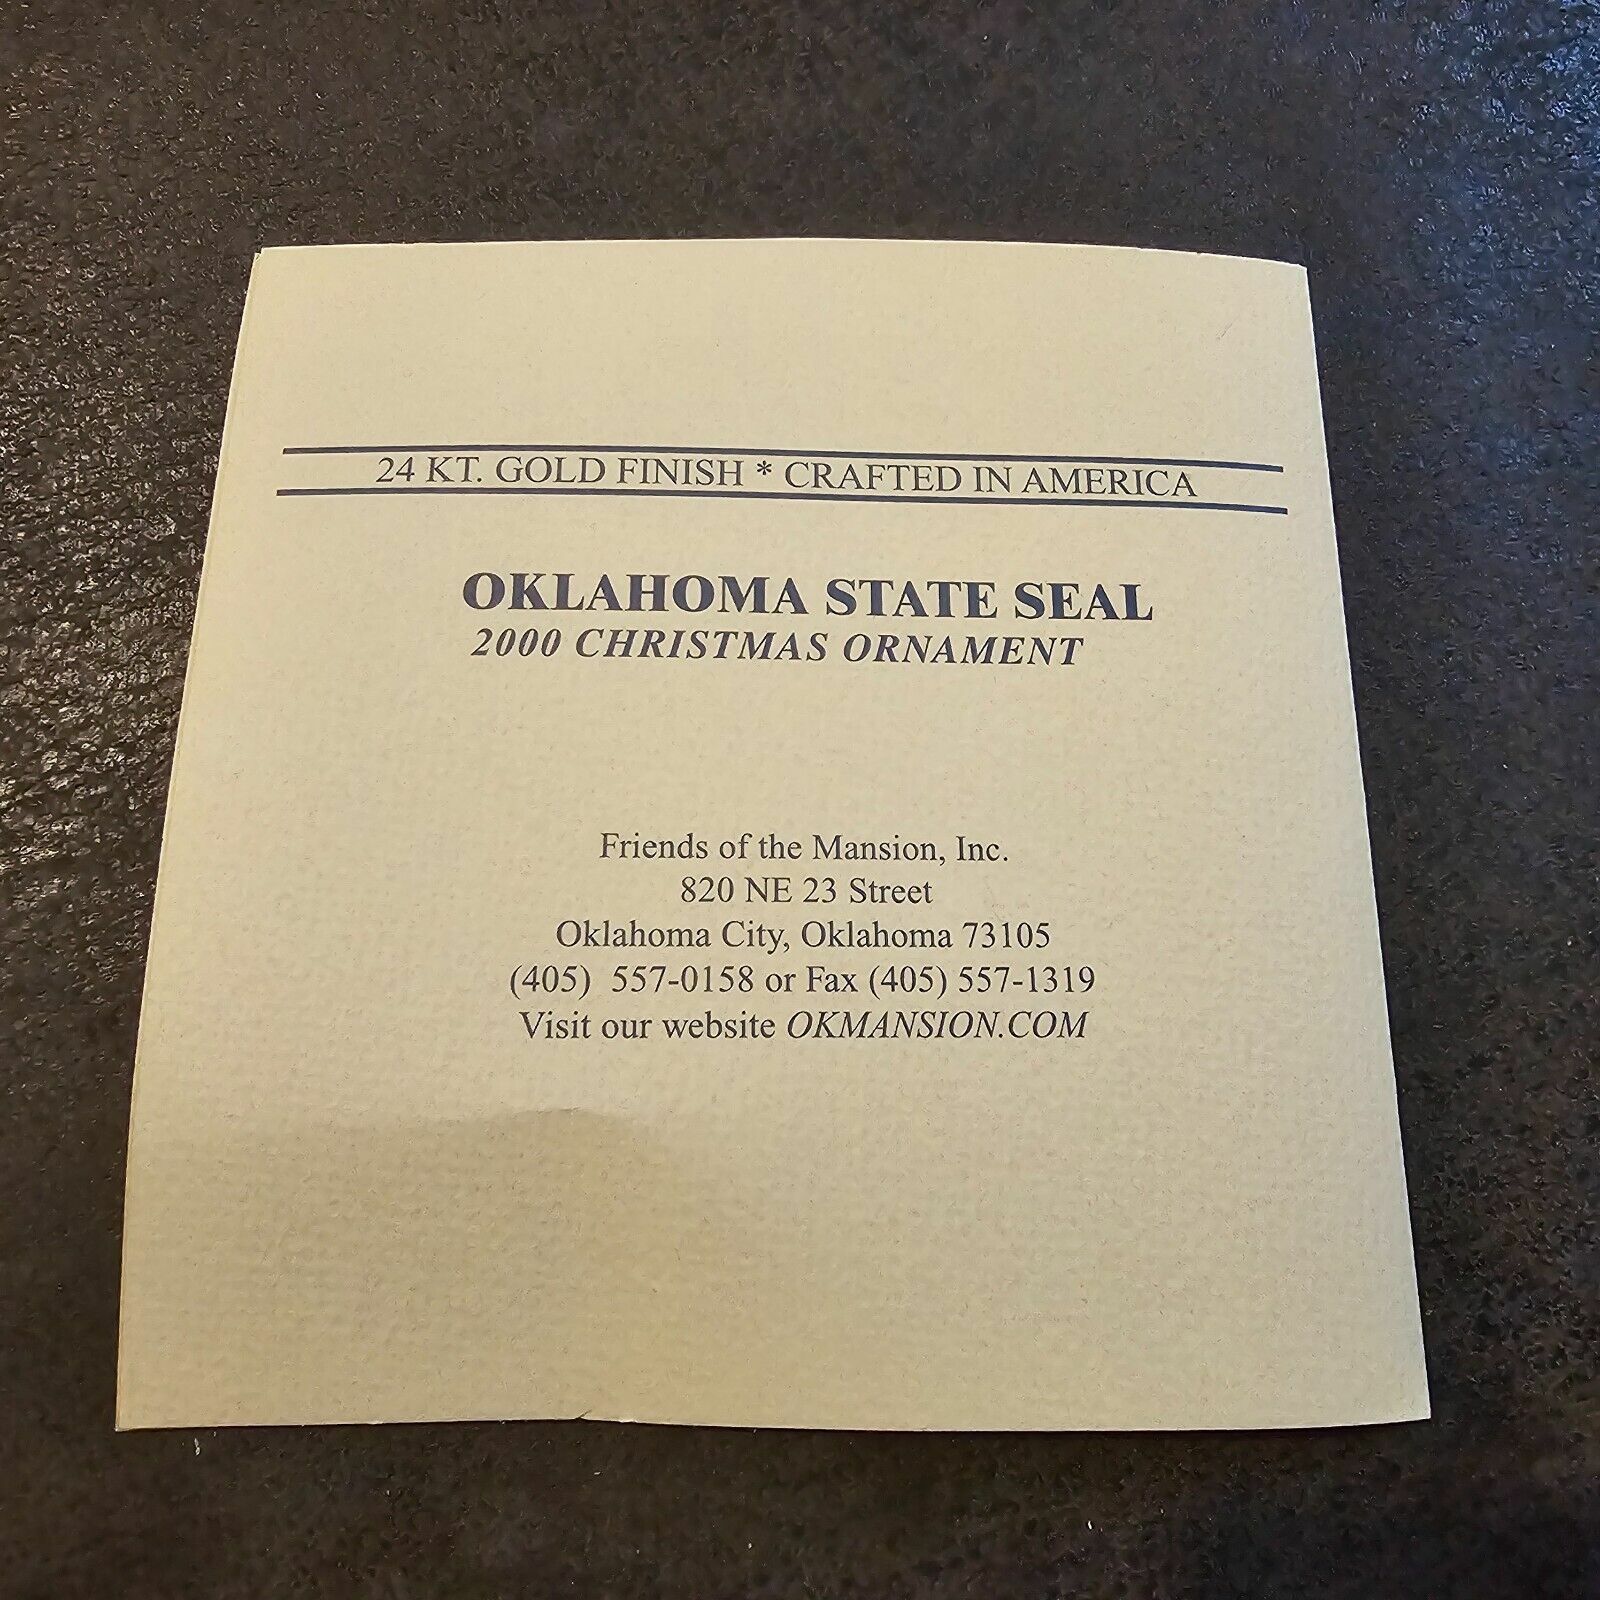 24 KT. GOLD FINISH * CRAFTED IN AMERICA
OKLAHOMA STATE SEAL
2000 CHRISTMAS ORNAMENT
Friends of the Mansion, Inc.
820 NE 23 Street
Oklahoma City, Oklahoma 73105
(405)  557-0158 or Fax (405) 557-1319
Visit our website OKMANSION.COM